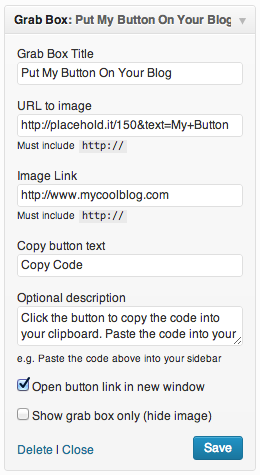 Grab Box: Put My Button On Your Blog
Grab Box Title
Put My Button On Your Blog
URL to image
http://placehold.it/150&text=My+Button
Must include http://
Image Link
http://www.mycoolblog.com
Must include http://
Copy button text
Copy Code
Optional description
Click the button to copy the code into
your clipboard. Paste the code into your
e.g. Paste the code above into your sidebar
Open button link in new window
Show grab box only (hide image)
Delete | Close
Save